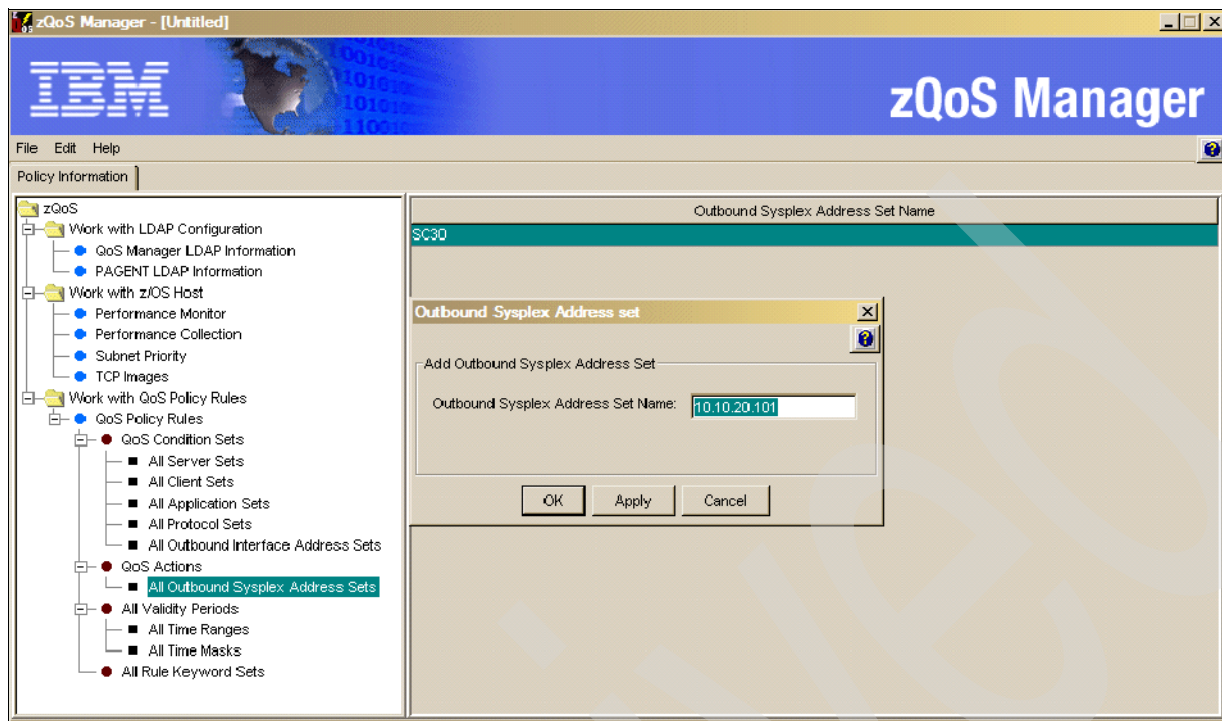 zQoS Manager - [Untitled]
IBM
zQoS Manager
File Edit Help
Policy Information
zQoS
Work with LDAP Configuration
QoS Manager LDAP Information
PAGENT LDAP Information
Work with z/OS Host
Performance Monitor
Performance Collection
Subnet Priority
TCP Images
Work with QoS Policy Rules
QoS Policy Rules
QoS Condition Sets
All Server Sets
All Client Sets
All Application Sets
All Protocol Sets
All Outbound Interface Address Sets
QoS Actions
All Outbound Sysplex Address Sets
All Validity Periods
All Time Ranges
All Time Masks
All Rule Keyword Sets
Outbound Sysplex Address Set Name
SC30
Outbound Sysplex Address set
Add Outbound Sysplex Address Set
Outbound Sysplex Address Set Name: 10.10.20.101
OK Apply Cancel